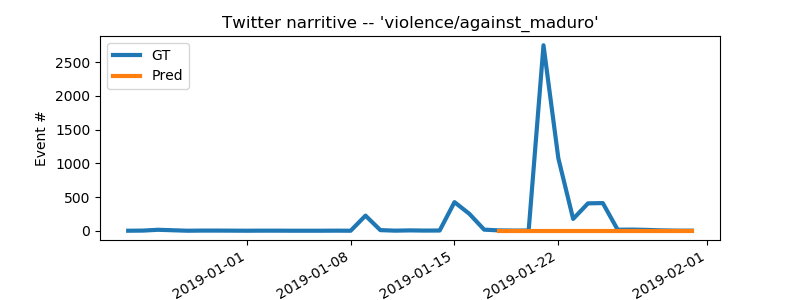 Twitter narritive -- 'violence/against_maduro'
GT
Pred
Event #
2500
2000
1500
1000
500
0
2019-01-01
2019-01-08
2019-01-15
2019-01-22
2019-02-01